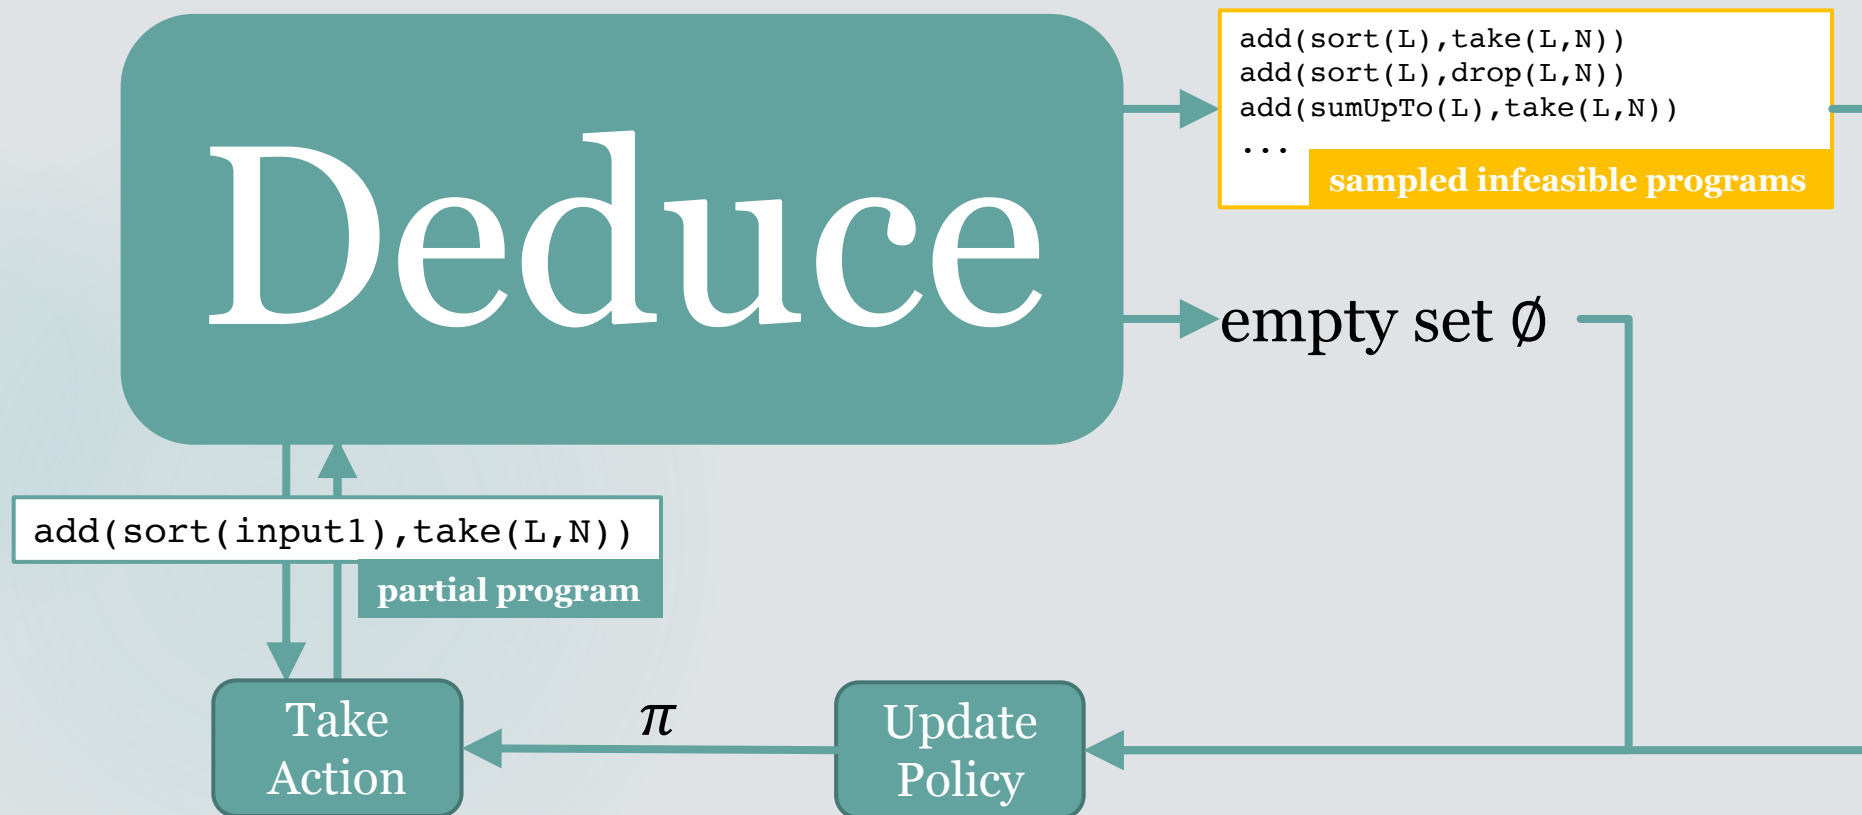 Deduce
add(sort(L),take(L,N))
add(sort(L),drop(L,N))
add(sumUpTo(L),take(L,N))
...
sampled infeasible programs
empty set ∅
add(sort(input1),take(L,N))
partial program
Take
Action
π
Update
Policy